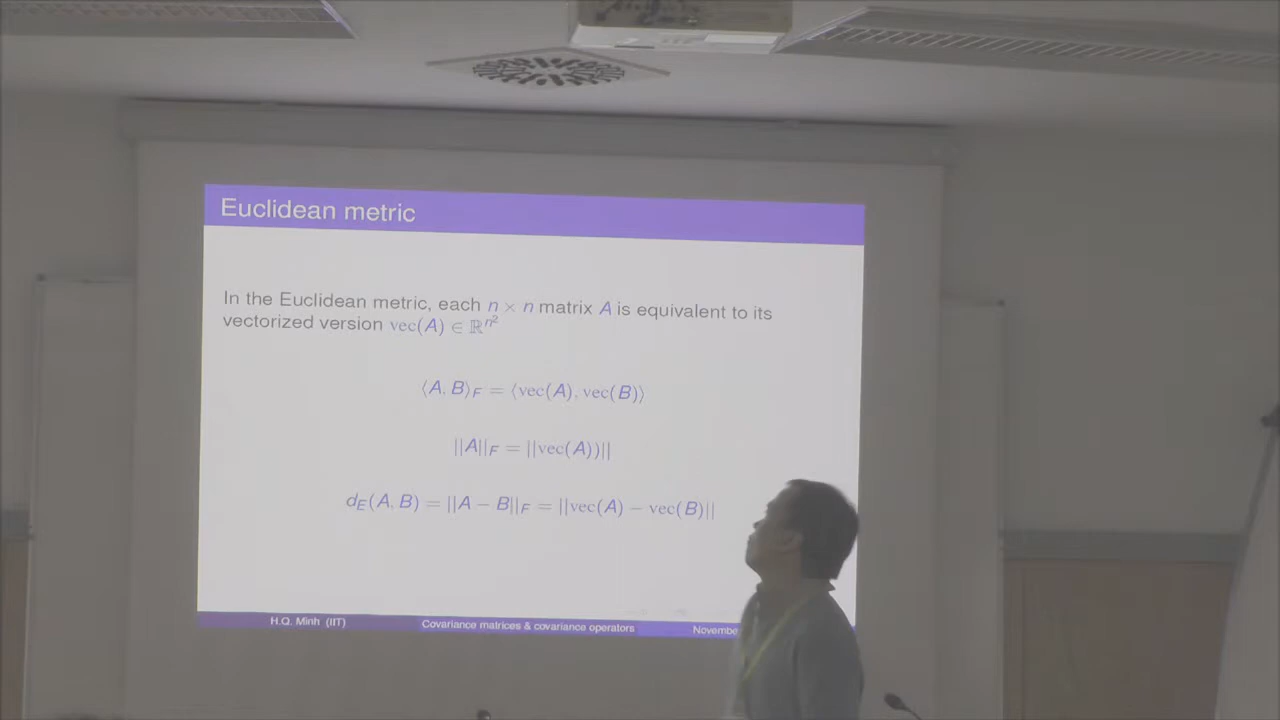 Euclidean metric
In the Euclidean metric, each n × n matrix A is equivalent to its
vectorized version vec(A) ∈ ℝ^{n²}
⟨A, B⟩_F = ⟨vec(A), vec(B)⟩
||A||_F = ||vec(A))||
d_E(A, B) = ||A − B||_F = ||vec(A) − vec(B)||
H.Q. Minh (IIT) Covariance matrices & covariance operators